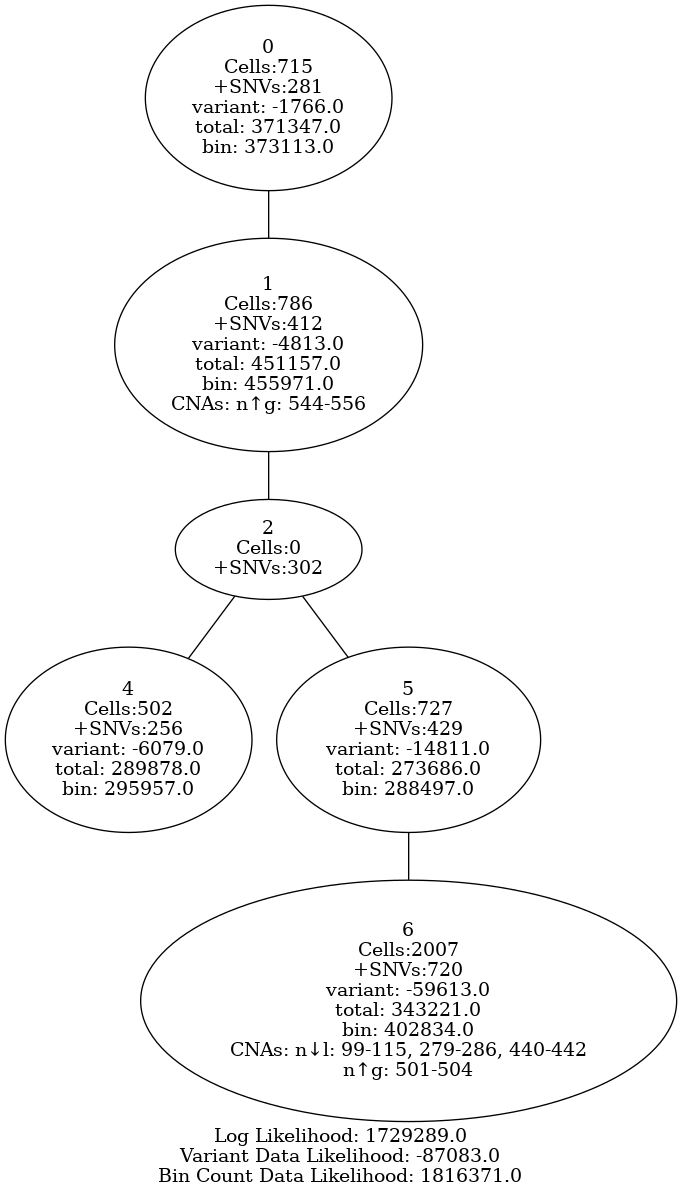 0
Cells:715
+SNVs:281
variant: -1766.0
total: 371347.0
bin: 373113.0
1
Cells:786
+SNVs:412
variant: -4813.0
total: 451157.0
bin: 455971.0
CNAs: n↑g: 544-556
2
Cells:0
+SNVs:302
4
Cells:502
+SNVs:256
variant: -6079.0
total: 289878.0
bin: 295957.0
5
Cells:727
+SNVs:429
variant: -14811.0
total: 273686.0
bin: 288497.0
6
Cells:2007
+SNVs:720
variant: -59613.0
total: 343221.0
bin: 402834.0
CNAs: n↓l: 99-115, 279-286, 440-442
n↑g: 501-504
Log Likelihood: 1729289.0
Variant Data Likelihood: -87083.0
Bin Count Data Likelihood: 1816371.0